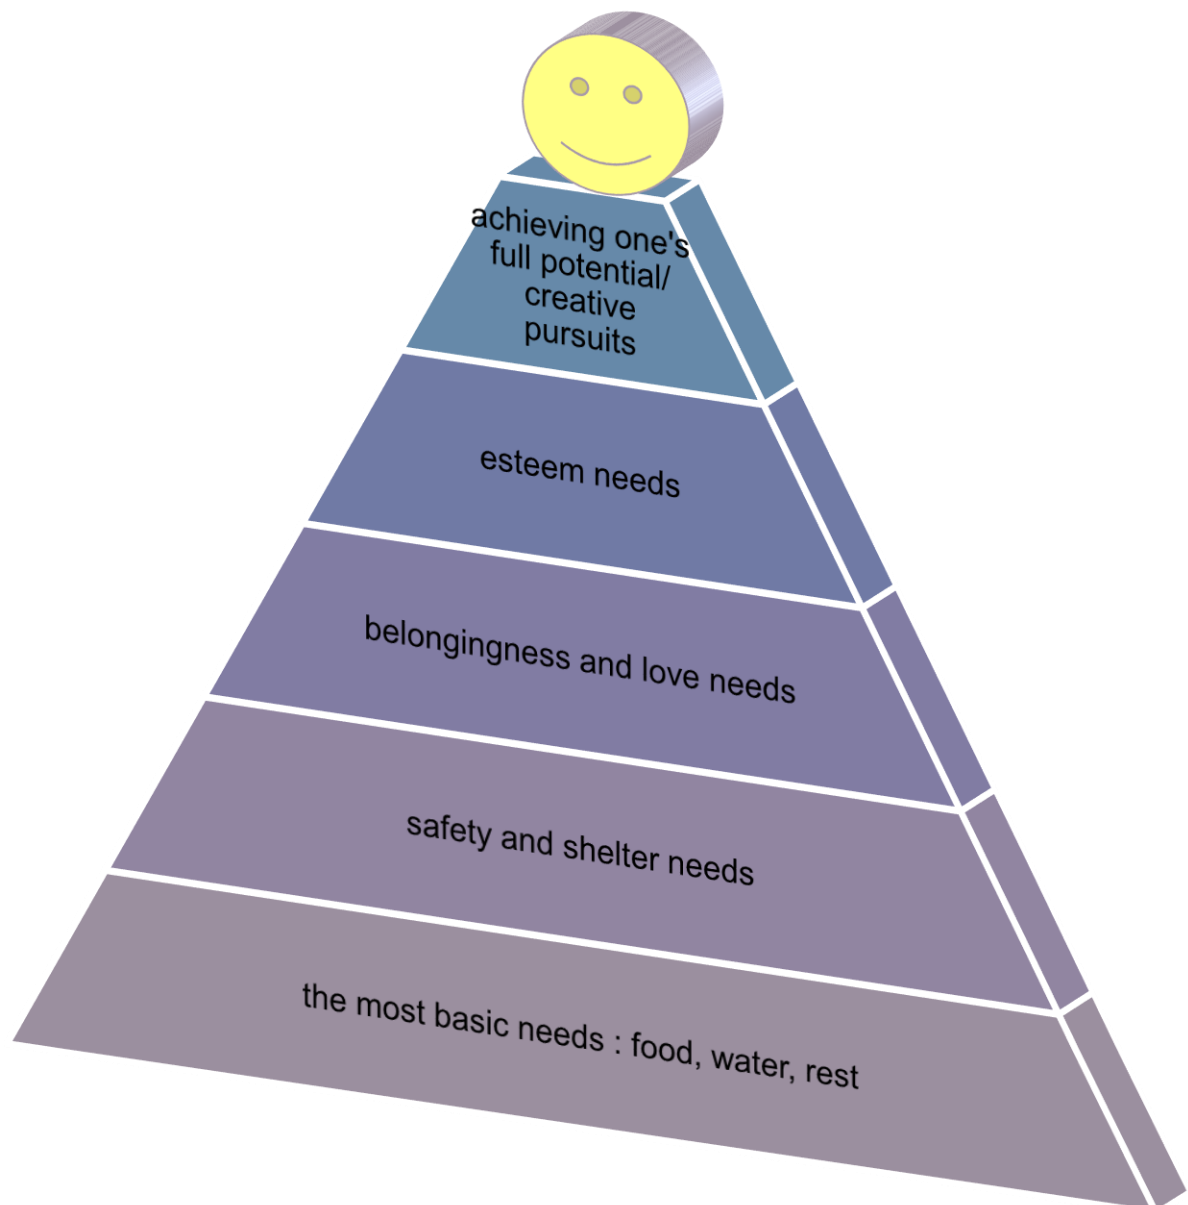 achieving one's
full potential/
creative
pursuits
esteem needs
belongingness and love needs
safety and shelter needs
the most basic needs : food, water, rest